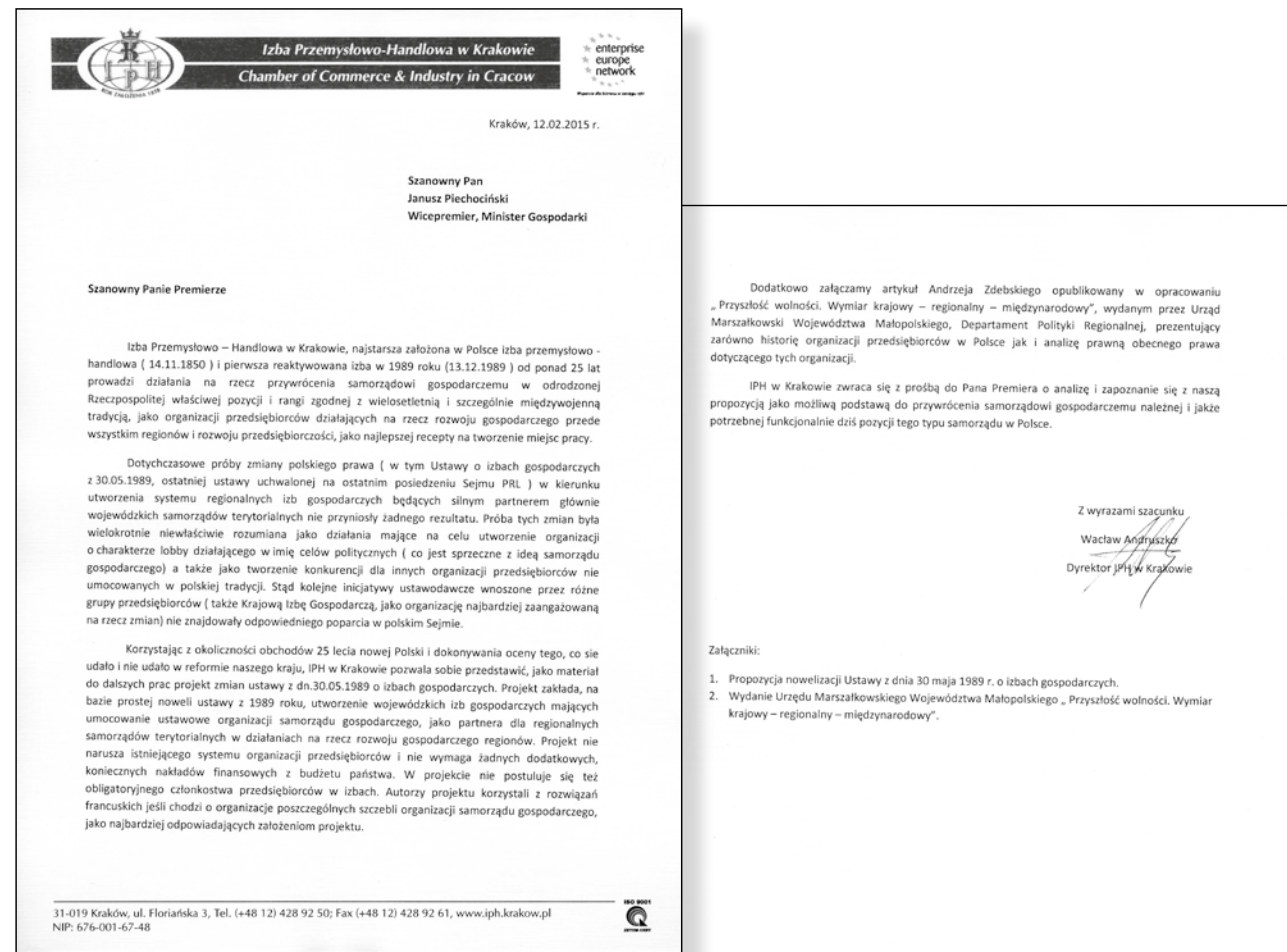 Izba Przemysłowo-Handlowa w Krakowie
Chamber of Commerce & Industry in Cracow
K
I P H
ROK ZAŁOŻENIA 1850
enterprise
europe
network
Kraków, 12.02.2015 r.
Szanowny Pan
Janusz Piechociński
Wicepremier, Minister Gospodarki
Szanowny Panie Premierze
Izba Przemysłowo – Handlowa w Krakowie, najstarsza założona w Polsce izba przemysłowo -
handlowa ( 14.11.1850 ) i pierwsza reaktywowana izba w 1989 roku (13.12.1989 ) od ponad 25 lat
prowadzi działania na rzecz przywrócenia samorządowi gospodarczemu w odrodzonej
Rzeczpospolitej właściwej pozycji i rangi zgodnej z wielosetletnią i szczególnie międzywojenną
tradycją, jako organizacji przedsiębiorców działających na rzecz rozwoju gospodarczego przede
wszystkim regionów i rozwoju przedsiębiorczości, jako najlepszej recepty na tworzenie miejsc pracy.
Dotychczasowe próby zmiany polskiego prawa ( w tym Ustawy o izbach gospodarczych
z 30.05.1989, ostatniej ustawy uchwalonej na ostatnim posiedzeniu Sejmu PRL ) w kierunku
utworzenia systemu regionalnych izb gospodarczych będących silnym partnerem głównie
wojewódzkich samorządów terytorialnych nie przyniosły żadnego rezultatu. Próba tych zmian była
wielokrotnie niewłaściwie rozumiana jako działania mające na celu utworzenie organizacji
o charakterze lobby działającego w imię celów politycznych ( co jest sprzeczne z ideą samorządu
gospodarczego) a także jako tworzenie konkurencji dla innych organizacji przedsiębiorców nie
umocowanych w polskiej tradycji. Stąd kolejne inicjatywy ustawodawcze wnoszone przez różne
grupy przedsiębiorców ( także Krajową Izbę Gospodarczą, jako organizację najbardziej zaangażowaną
na rzecz zmian) nie znajdowały odpowiedniego poparcia w polskim Sejmie.
Korzystając z okoliczności obchodów 25 lecia nowej Polski i dokonywania oceny tego, co sie
udało i nie udało w reformie naszego kraju, IPH w Krakowie pozwala sobie przedstawić, jako materiał
do dalszych prac projekt zmian ustawy z dn.30.05.1989 o izbach gospodarczych. Projekt zakłada, na
bazie prostej noweli ustawy z 1989 roku, utworzenie wojewódzkich izb gospodarczych mających
umocowanie ustawowe organizacji samorządu gospodarczego, jako partnera dla regionalnych
samorządów terytorialnych w działaniach na rzecz rozwoju gospodarczego regionów. Projekt nie
narusza istniejącego systemu organizacji przedsiębiorców i nie wymaga żadnych dodatkowych,
koniecznych nakładów finansowych z budżetu państwa. W projekcie nie postuluje się też
obligatoryjnego członkostwa przedsiębiorców w izbach. Autorzy projektu korzystali z rozwiązań
francuskich jeśli chodzi o organizacje poszczególnych szczebli organizacji samorządu gospodarczego,
jako najbardziej odpowiadających założeniom projektu.
31-019 Kraków, ul. Floriańska 3, Tel. (+48 12) 428 92 50; Fax (+48 12) 428 92 61, www.iph.krakow.pl
NIP: 676-001-67-48
ISO 9001
Dodatkowo załączamy artykuł Andrzeja Zdebskiego opublikowany w opracowaniu
„ Przyszłość wolności. Wymiar krajowy – regionalny – międzynarodowy”, wydanym przez Urząd
Marszałkowski Województwa Małopolskiego, Departament Polityki Regionalnej, prezentujący
zarówno historię organizacji przedsiębiorców w Polsce jak i analizę prawną obecnego prawa
dotyczącego tych organizacji.
IPH w Krakowie zwraca się z prośbą do Pana Premiera o analizę i zapoznanie się z naszą
propozycją jako możliwą podstawą do przywrócenia samorządowi gospodarczemu należnej i jakże
potrzebnej funkcjonalnie dziś pozycji tego typu samorządu w Polsce.
Z wyrazami szacunku
Wacław Andruszko
Dyrektor IPH w Krakowie
Załączniki:
1. Propozycja nowelizacji Ustawy z dnia 30 maja 1989 r. o izbach gospodarczych.
2. Wydanie Urzędu Marszałkowskiego Województwa Małopolskiego „ Przyszłość wolności. Wymiar
krajowy – regionalny – międzynarodowy”.